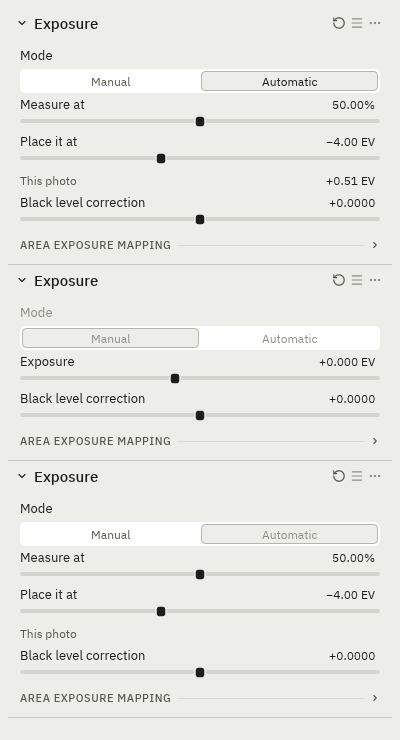 Exposure
Mode
Manual Automatic
Measure at 50.00%
Place it at −4.00 EV
This photo +0.51 EV
Black level correction +0.0000
AREA EXPOSURE MAPPING
Exposure
Mode
Manual Automatic
Exposure +0.000 EV
Black level correction +0.0000
AREA EXPOSURE MAPPING
Exposure
Mode
Manual Automatic
Measure at 50.00%
Place it at −4.00 EV
This photo
Black level correction +0.0000
AREA EXPOSURE MAPPING